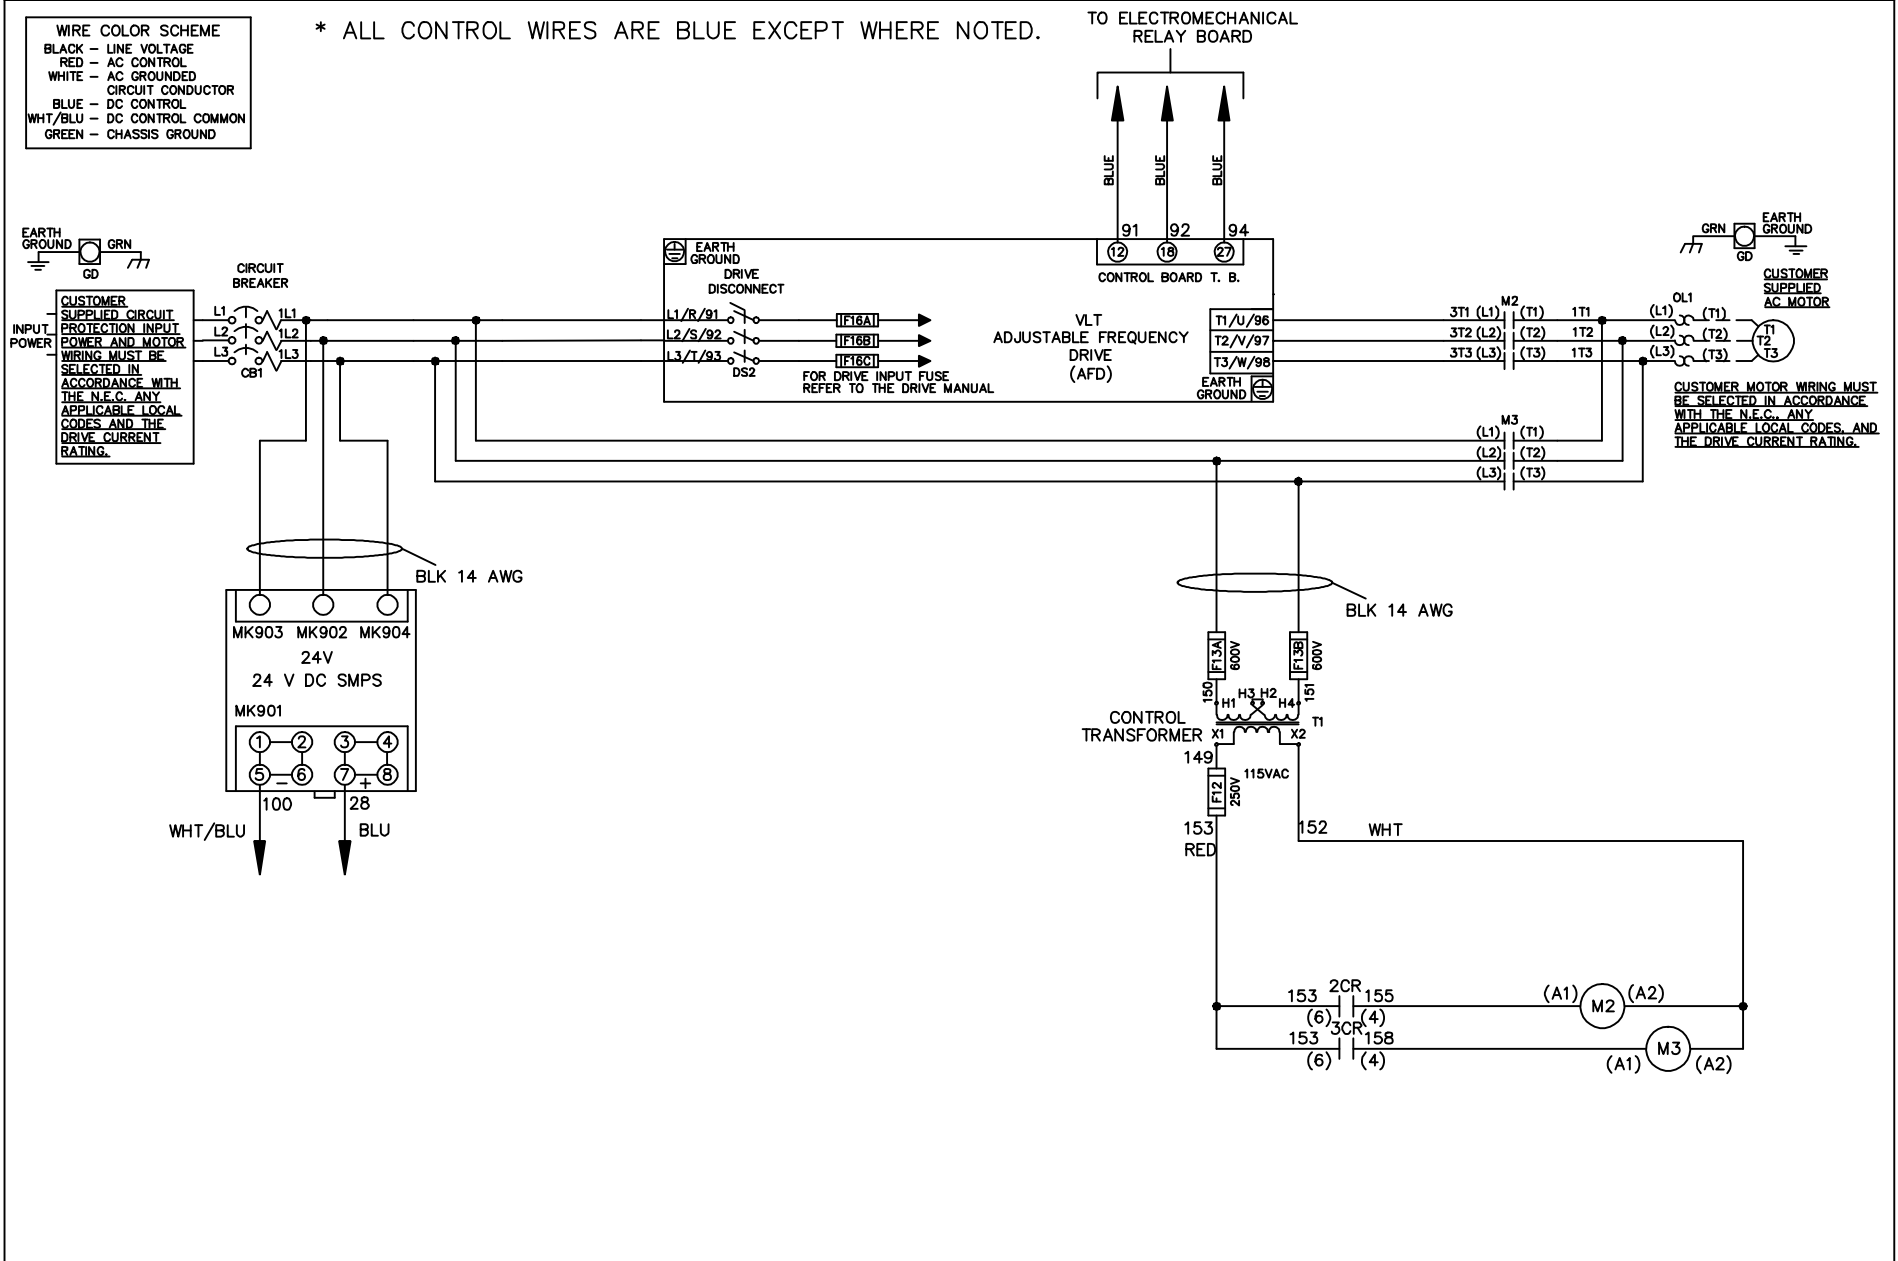 WIRE COLOR SCHEME
BLACK – LINE VOLTAGE
RED – AC CONTROL
WHITE – AC GROUNDED
CIRCUIT CONDUCTOR
BLUE – DC CONTROL
WHT/BLU – DC CONTROL COMMON
GREEN – CHASSIS GROUND
* ALL CONTROL WIRES ARE BLUE EXCEPT WHERE NOTED.
TO ELECTROMECHANICAL
RELAY BOARD
BLUE
BLUE
BLUE
91 92 94
12 18 27
CONTROL BOARD T. B.
EARTH
GROUND
GRN
GD
CIRCUIT
BREAKER
INPUT
POWER
CUSTOMER
SUPPLIED CIRCUIT
PROTECTION INPUT
POWER AND MOTOR
WIRING MUST BE
SELECTED IN
ACCORDANCE WITH
THE N.E.C. ANY
APPLICABLE LOCAL
CODES AND THE
DRIVE CURRENT
RATING.
L1 1L1
L2 1L2
L3 1L3
CB1
EARTH
GROUND
DRIVE
DISCONNECT
L1/R/91
L2/S/92
L3/T/93
DS2
F16A
F16B
F16C
FOR DRIVE INPUT FUSE
REFER TO THE DRIVE MANUAL
VLT
ADJUSTABLE FREQUENCY
DRIVE
(AFD)
T1/U/96
T2/V/97
T3/W/98
EARTH
GROUND
M2
3T1 (L1) (T1) 1T1
3T2 (L2) (T2) 1T2
3T3 (L3) (T3) 1T3
M3
(L1) (T1)
(L2) (T2)
(L3) (T3)
OL1
(L1) (T1)
(L2) (T2)
(L3) (T3)
T1
T2
T3
GRN
GD
EARTH
GROUND
CUSTOMER
SUPPLIED
AC MOTOR
CUSTOMER MOTOR WIRING MUST
BE SELECTED IN ACCORDANCE
WITH THE N.E.C., ANY
APPLICABLE LOCAL CODES, AND
THE DRIVE CURRENT RATING.
BLK 14 AWG
MK903 MK902 MK904
24V
24 V DC SMPS
MK901
1 2 3 4
5 – 6 7 + 8
100 28
WHT/BLU BLU
BLK 14 AWG
F13A 600V
F13B 600V
150 151
H1 H3 H2 H4
T1
CONTROL
TRANSFORMER
X1 X2
149
115VAC
F12 250V
153
RED
152 WHT
2CR
153 155
(6) (4)
(A1) M2 (A2)
3CR
153 158
(6) (4)
(A1) M3 (A2)